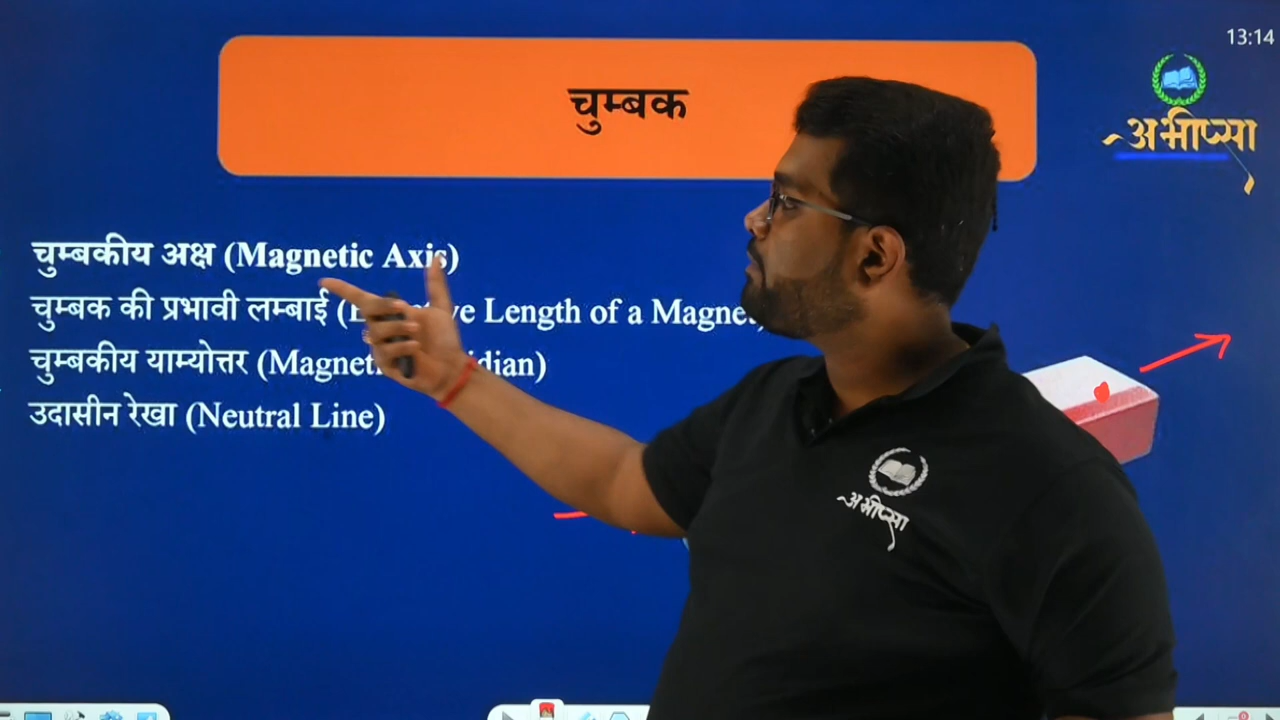 13:14
चुम्बक
अभीप्सा
चुम्बकीय अक्ष (Magnetic Axis)
चुम्बक की प्रभावी लम्बाई Length of a Magnet
चुम्बकीय याम्योत्तर
उदासीन रेखा (Neutral Line)
अभीप्सा